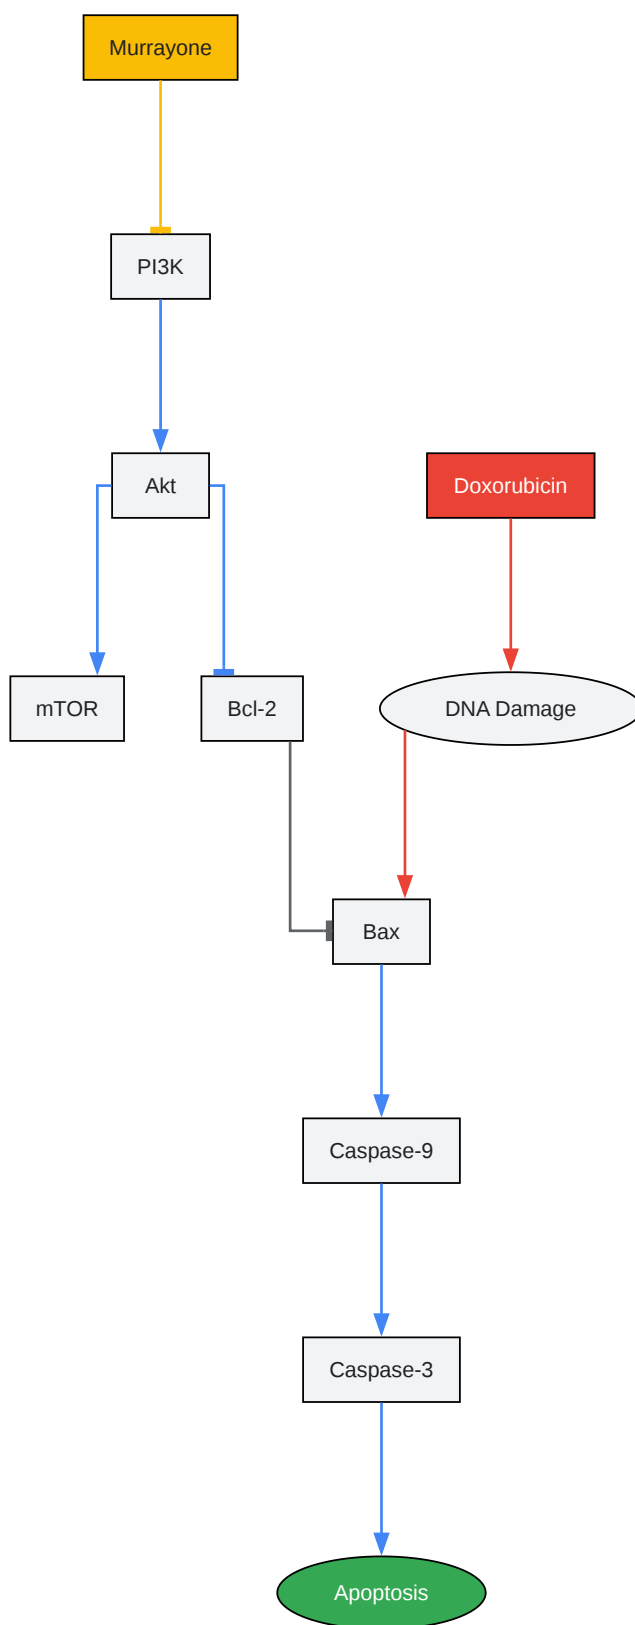 Murrayone
PI3K
Akt
Doxorubicin
mTOR
Bcl-2
DNA Damage
Bax
Caspase-9
Caspase-3
Apoptosis